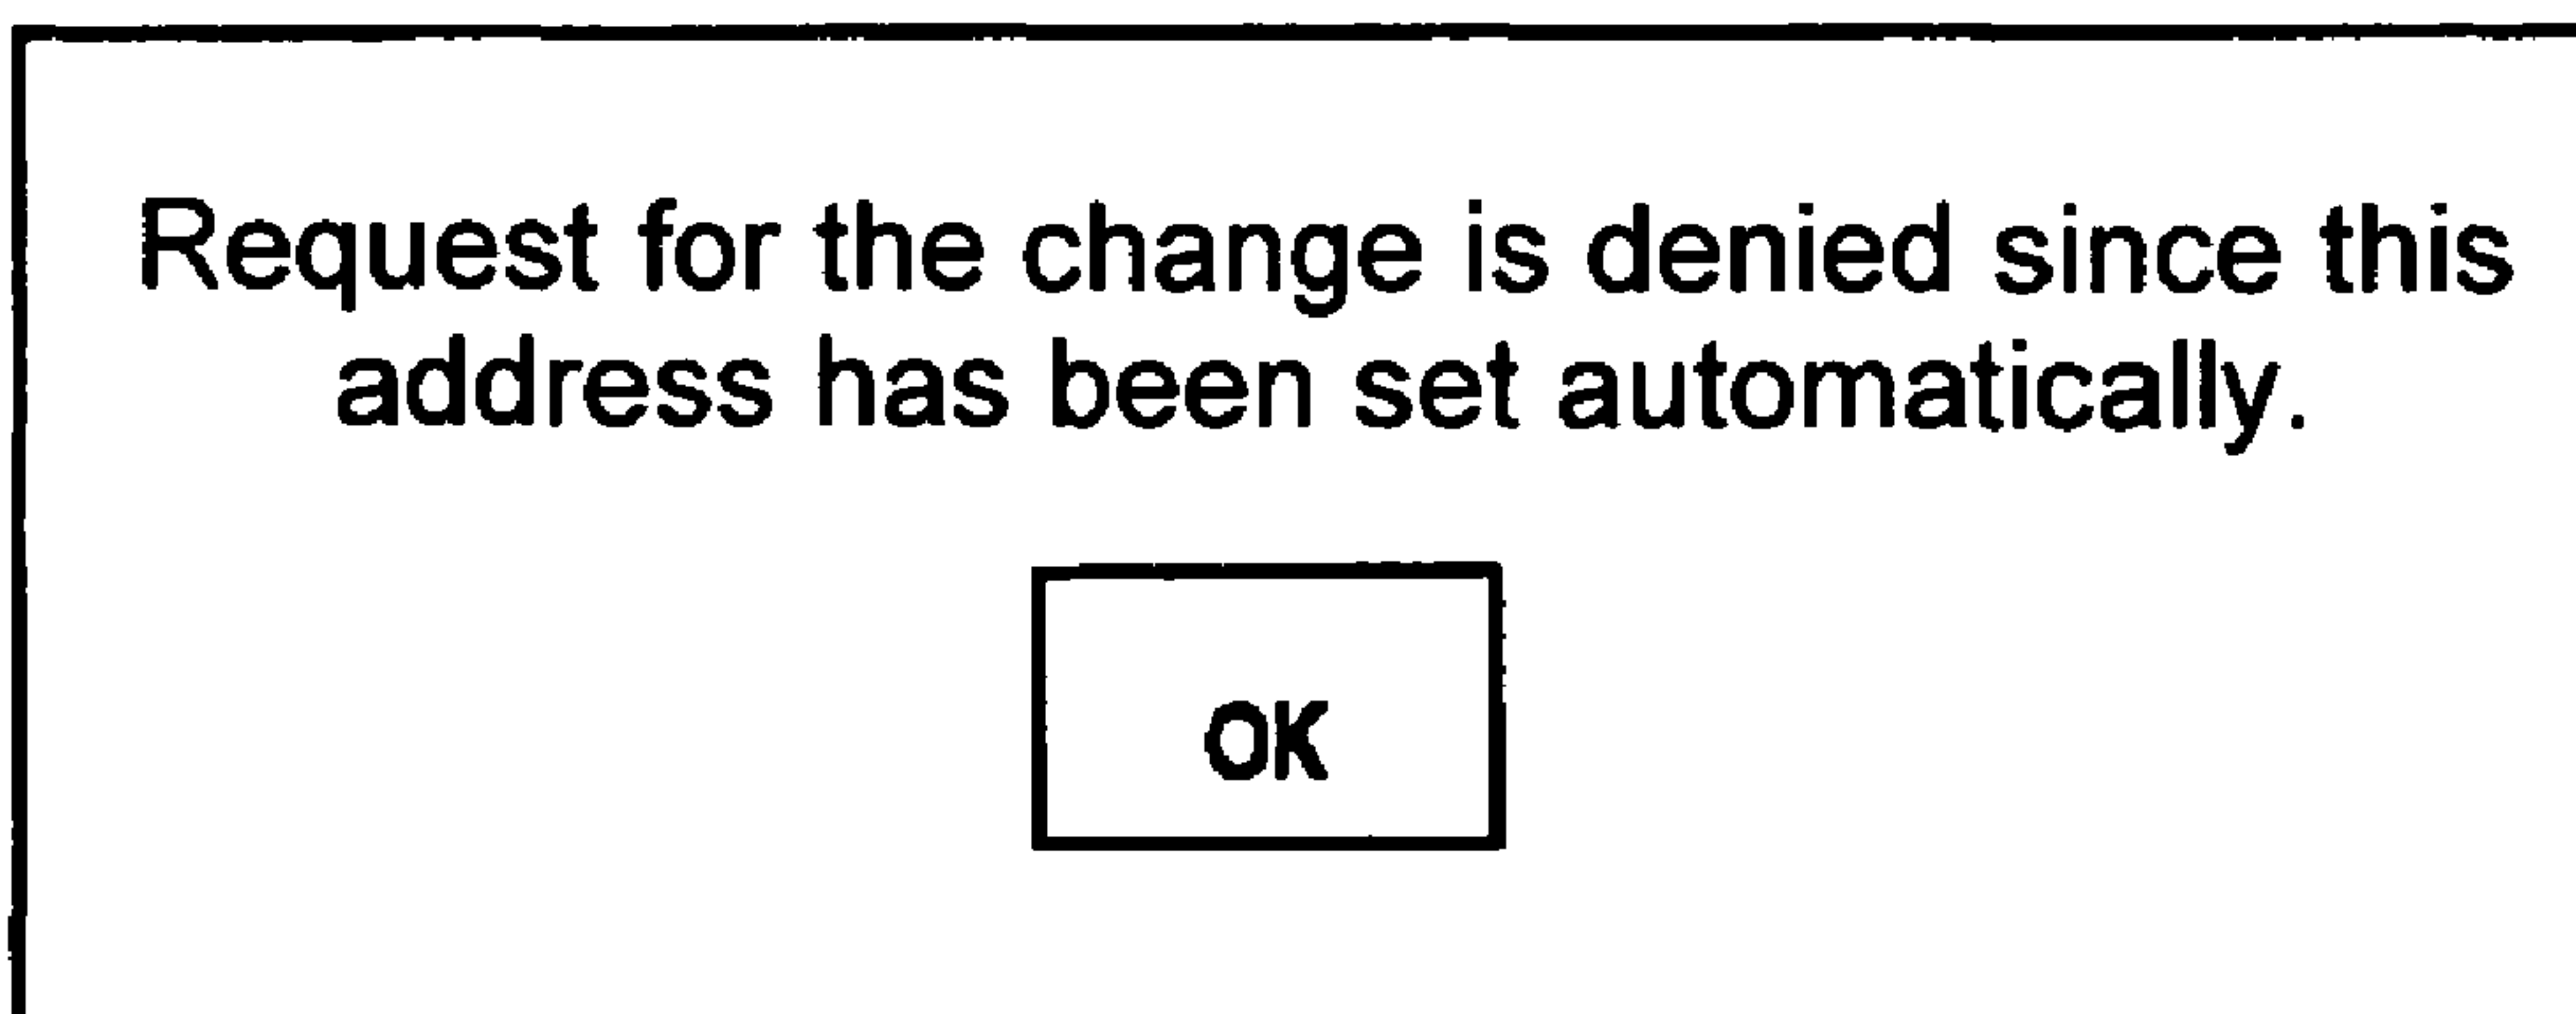 Request for the change is denied since this
address has been set automatically.
OK